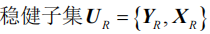 稳健子集U_R = {Y_R, X_R}